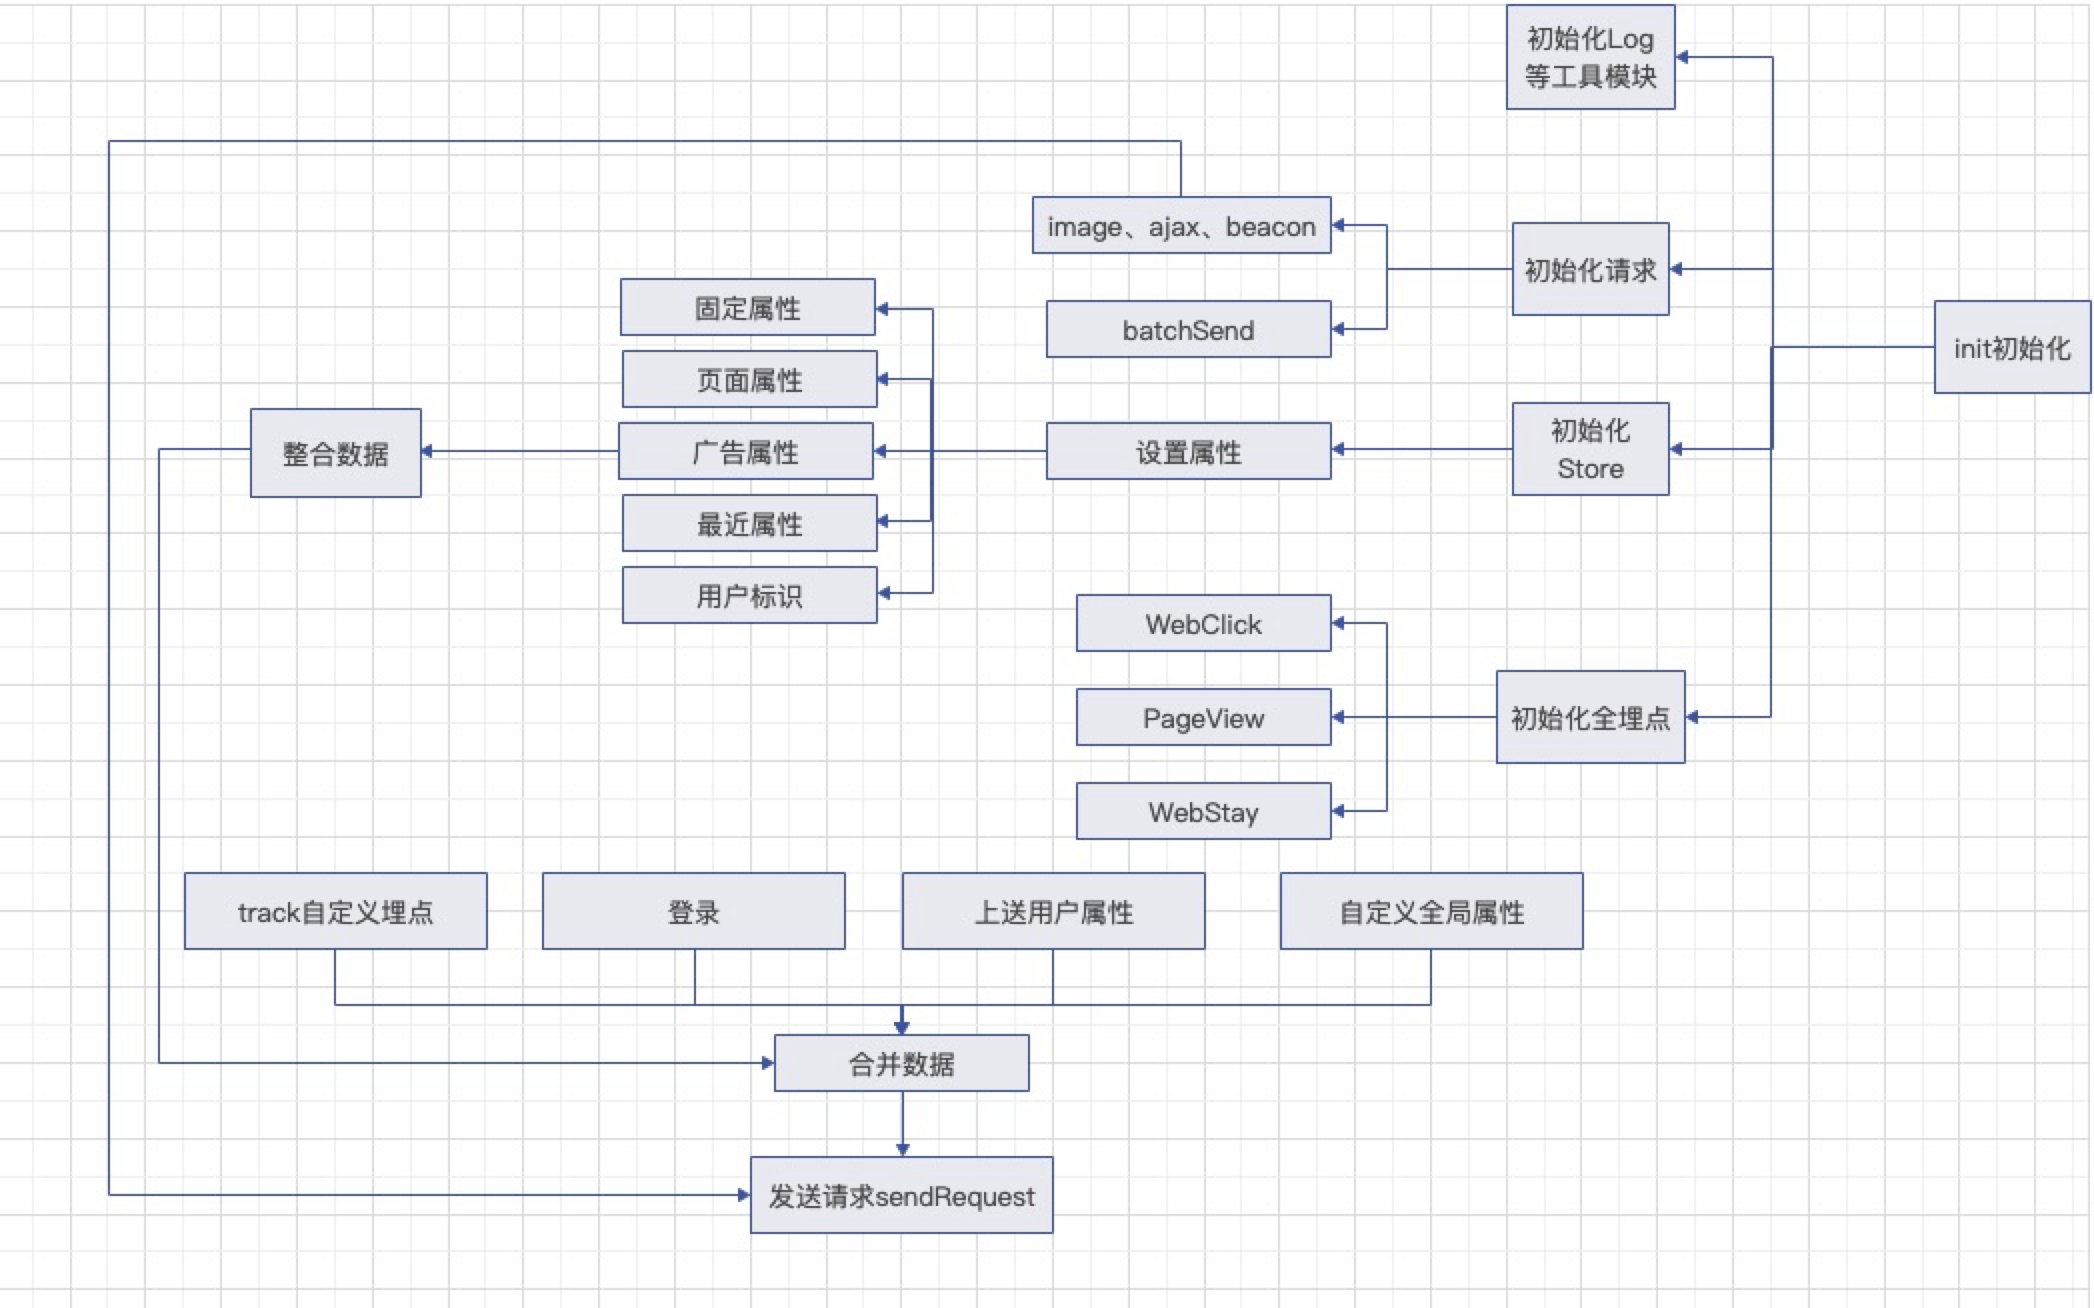 初始化Log
等工具模块
image、ajax、beacon
初始化请求
固定属性
batchSend
init初始化
页面属性
整合数据
广告属性
设置属性
初始化
Store
最近属性
用户标识
WebClick
PageView
初始化全埋点
WebStay
track自定义埋点
登录
上送用户属性
自定义全局属性
合并数据
发送请求sendRequest